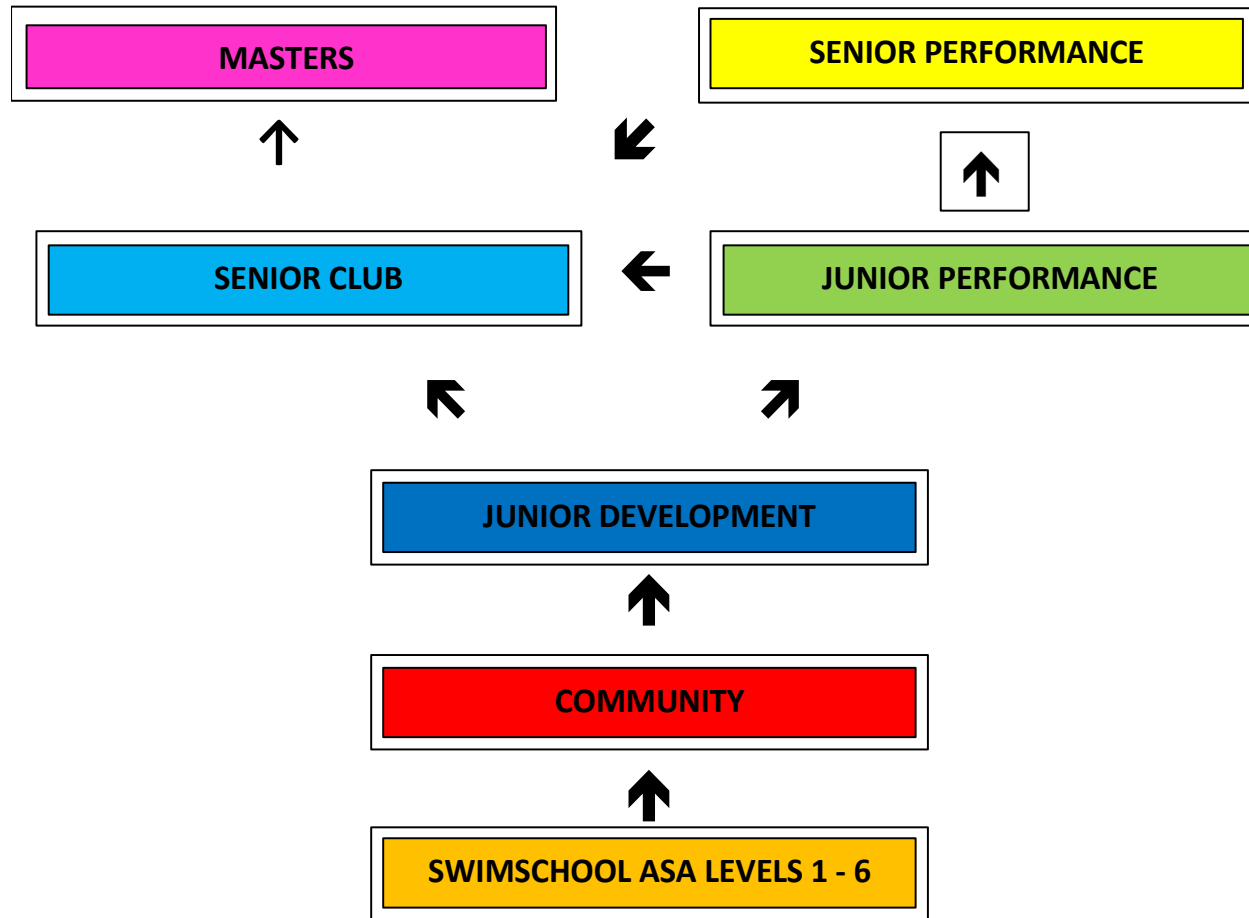 MASTERS
SENIOR PERFORMANCE
SENIOR CLUB
JUNIOR PERFORMANCE
JUNIOR DEVELOPMENT
COMMUNITY
SWIMSCHOOL ASA LEVELS 1 - 6